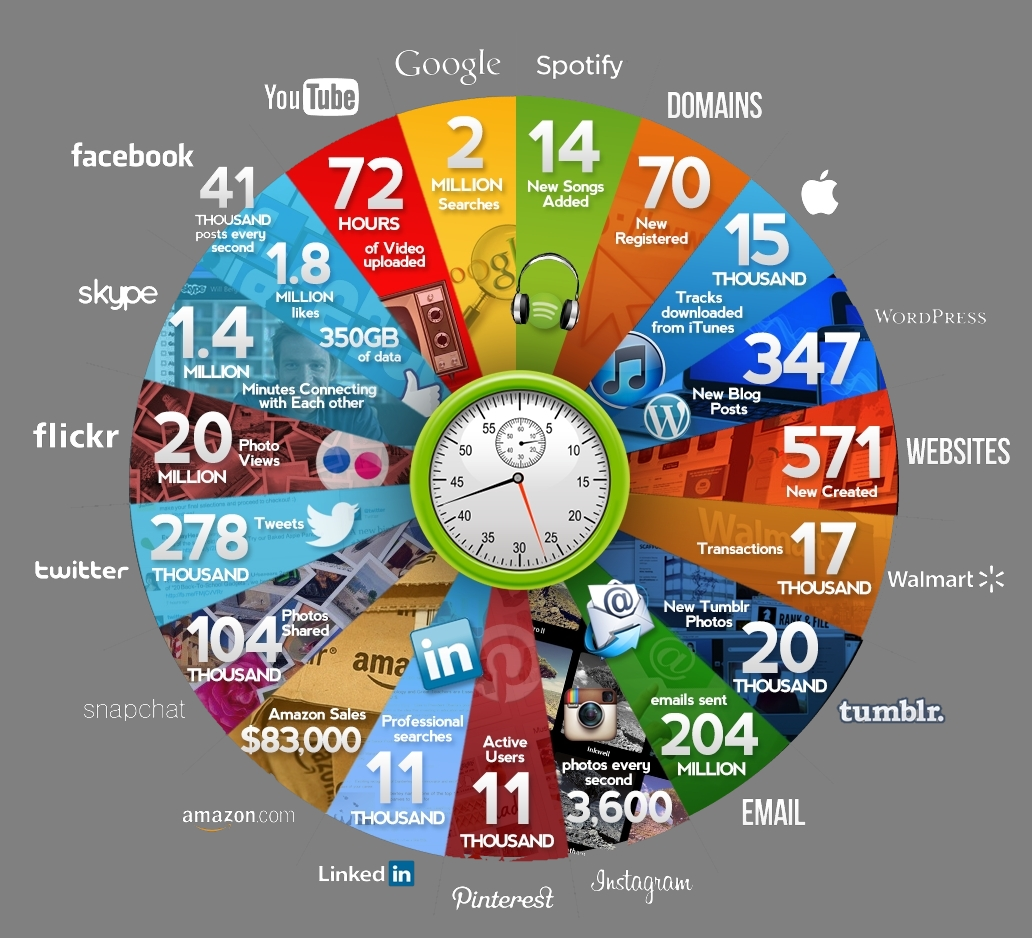 Google
Spotify
YouTube
DOMAINS
facebook
skype
WORDPRESS
flickr
WEBSITES
twitter
Walmart
snapchat
tumblr.
amazon.com
EMAIL
Linked in
Pinterest
Instagram
2
MILLION
Searches
14
New Songs
Added
70
New
Registered
15
THOUSAND
Tracks
downloaded
from iTunes
347
New Blog
Posts
571
New Created
Transactions
17
THOUSAND
New Tumblr
Photos
20
THOUSAND
RANK & FILE
emails sent
204
MILLION
photos every
second
3,600
Inkwell
Active
Users
11
THOUSAND
Professional
searches
11
THOUSAND
in
Amazon Sales
$83,000
ama
104
THOUSAND
Photos
Shared
278
THOUSAND
Tweets
20
MILLION
Photo
Views
1.4
MILLION
Minutes Connecting
with Each other
41
THOUSAND
posts every
second
1.8
MILLION
likes
350GB
of data
72
HOURS
of Video
uploaded
Walmart
@
W
55
5
50
10
45
15
40
20
35
30
25